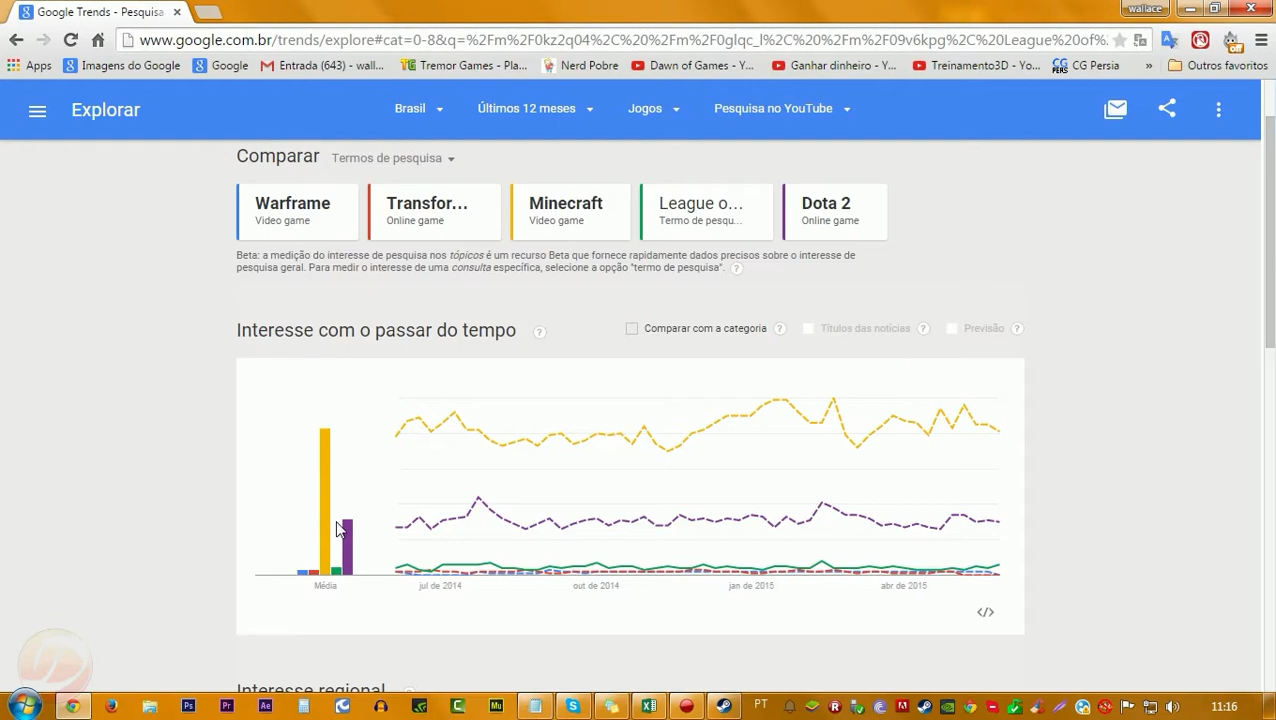 Google Trends - Pesquisa
wallace
www.google.com.br/trends/explore#cat=0-8&q=%2Fm%2F0kz2q04%2C%20%2Fm%2F0glqc_l%2C%20%2Fm%2F09v6kpg%2C%20League%20of%2
off
Apps
Imagens do Google
Google
Entrada (643) - wall...
Tremor Games - Pla...
Nerd Pobre
Dawn of Games - Y...
Ganhar dinheiro - Y...
Treinamento3D - Yo...
CG Persia
»
Outros favoritos
Explorar
Brasil
Últimos 12 meses
Jogos
Pesquisa no YouTube
Comparar
Termos de pesquisa
Warframe
Video game
Transfor...
Online game
Minecraft
Video game
League o...
Termo de pesqu...
Dota 2
Online game
Beta: a medição do interesse de pesquisa nos tópicos é um recurso Beta que fornece rapidamente dados precisos sobre o interesse de
pesquisa geral. Para medir o interesse de uma consulta específica, selecione a opção "termo de pesquisa". ?
Interesse com o passar do tempo ?
Comparar com a categoria ?
Títulos das notícias ?
Previsão ?
Média
jul de 2014
out de 2014
jan de 2015
abr de 2015
</>
Interesse regional
Ps
Pr
Ae
Mu
PT
11:16